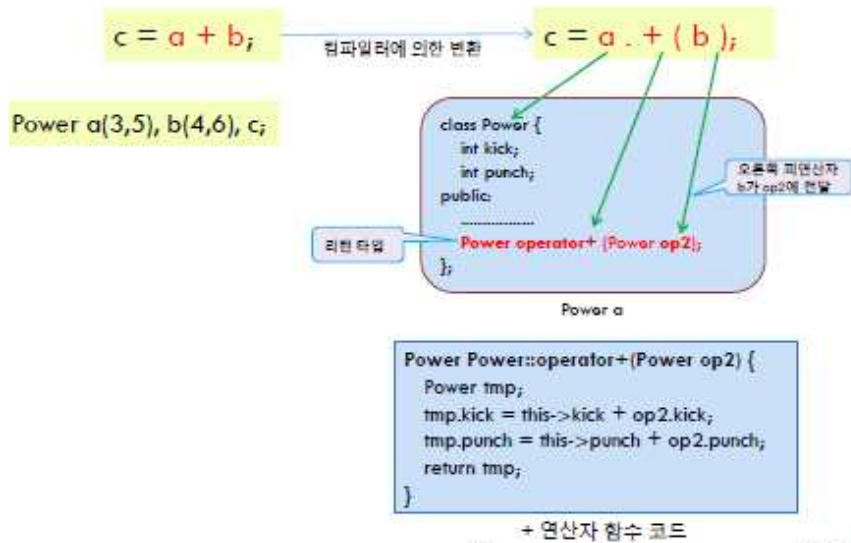 c = a + b;
컴파일러에 의한 변환
c = a . + ( b );
Power a(3,5), b(4,6), c;
class Power {
int kick;
int punch;
public:
..................
Power operator+ (Power op2);
};
오른쪽 피연산자
b가 op2에 전달
리턴 타입
Power a
Power Power::operator+(Power op2) {
Power tmp;
tmp.kick = this->kick + op2.kick;
tmp.punch = this->punch + op2.punch;
return tmp;
}
+ 연산자 함수 코드